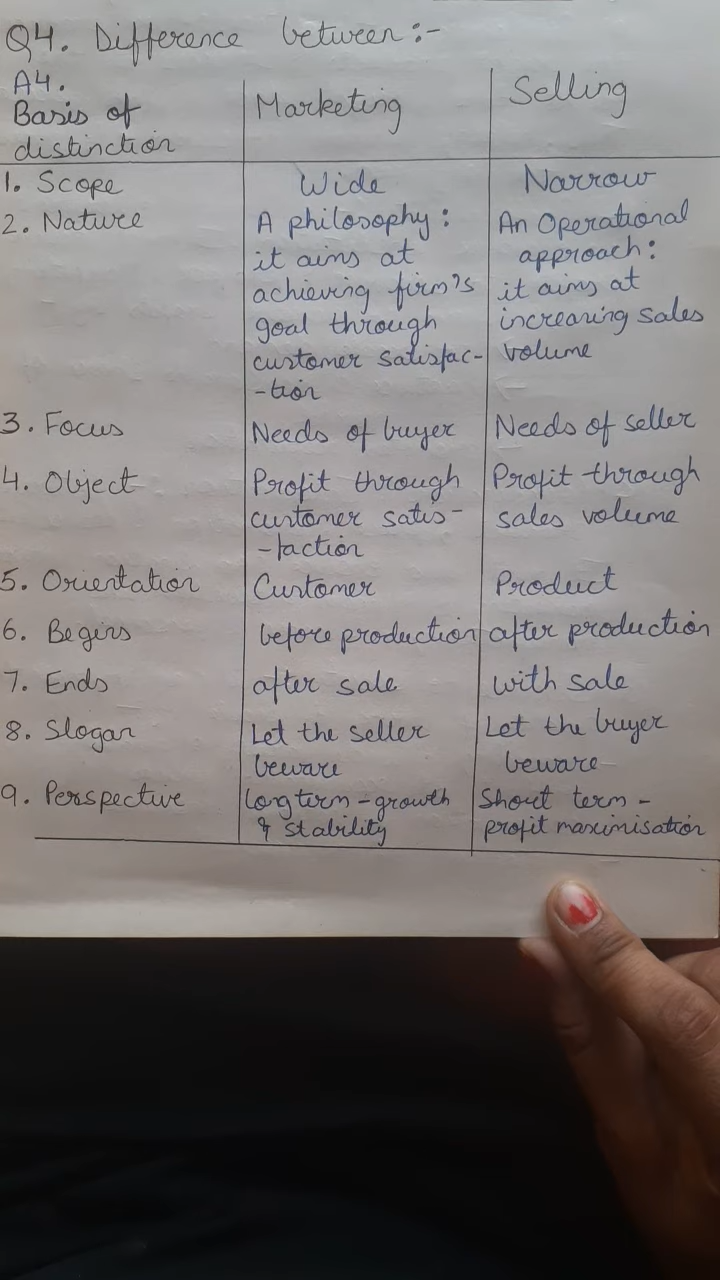 Q4. Difference between:-
A4.
Basis of distinction
Marketing
Selling
1. Scope
Wide
Narrow
2. Nature
A philosophy:
it aims at
achieving firm's
goal through
customer satisfac-
-tion
An Operational
approach:
it aims at
increasing sales
volume
3. Focus
Needs of buyer
Needs of seller
4. Object
Profit through
customer satis-
-faction
Profit through
sales volume
5. Orientation
Customer
Product
6. Begins
before production
after production
7. Ends
after sale
with sale
8. Slogan
Let the seller
beware
Let the buyer
beware
9. Perspective
Long term - growth
& stability
Short term -
profit maximisation